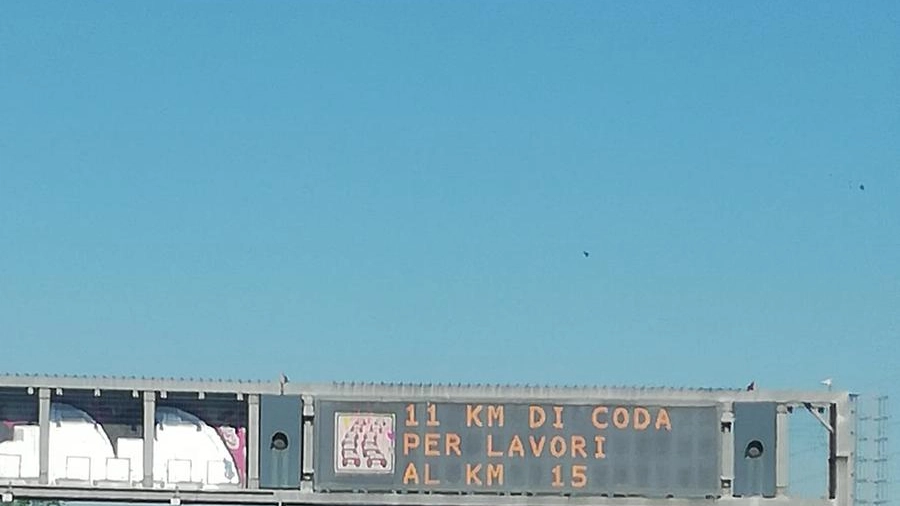 11 KM DI CODA
PER LAVORI
AL KM 15